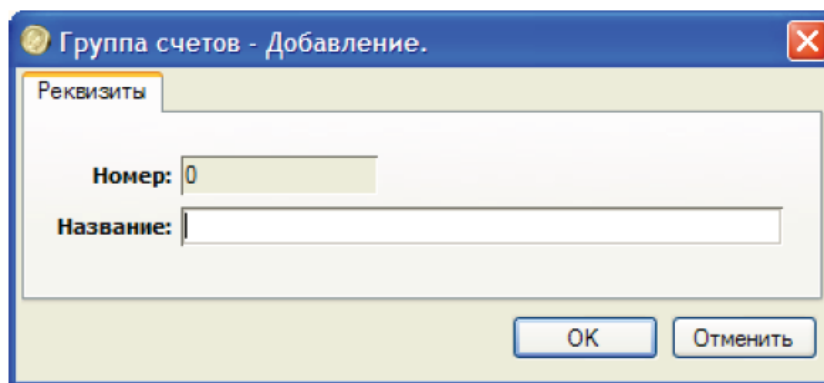 Группа счетов - Добавление.
Реквизиты
Номер: 0
Название:
OK Отменить